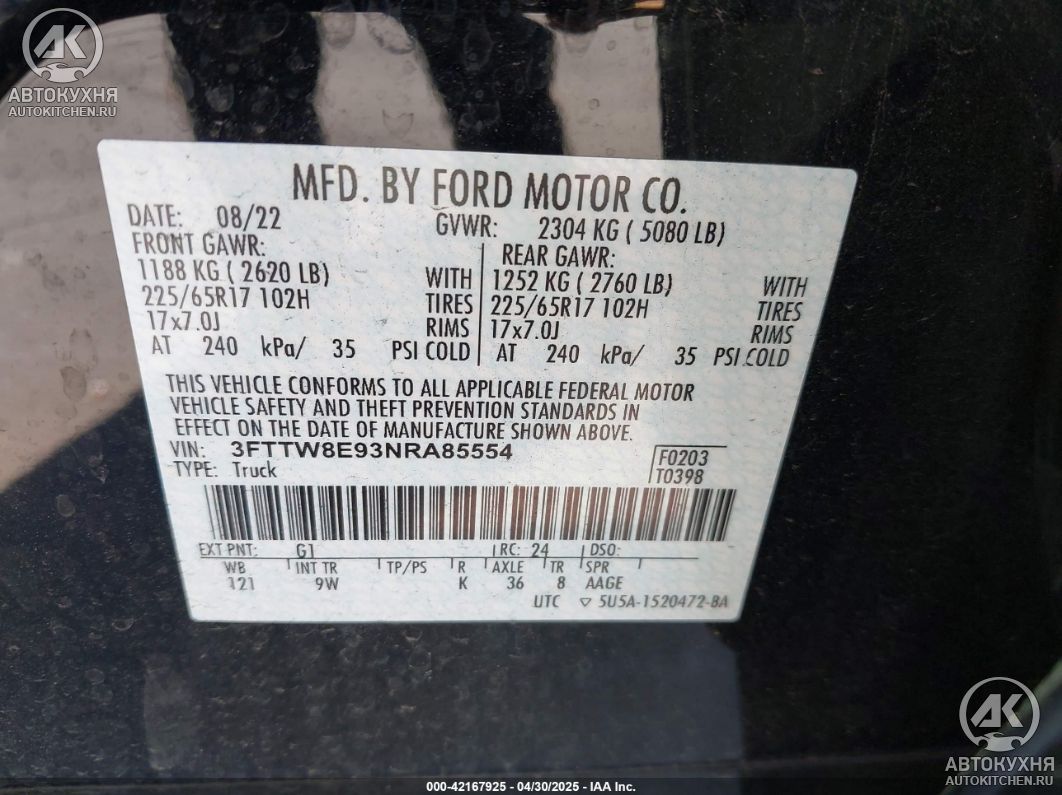 AK
АВТОКУХНЯ
AUTOKITCHEN.RU
MFD. BY FORD MOTOR CO.
DATE: 08/22 GVWR: 2304 KG ( 5080 LB)
FRONT GAWR: REAR GAWR:
1188 KG ( 2620 LB) WITH 1252 KG ( 2760 LB) WITH
225/65R17 102H TIRES 225/65R17 102H TIRES
17x7.0J RIMS 17x7.0J RIMS
AT 240 kPa/ 35 PSI COLD AT 240 kPa/ 35 PSI COLD
THIS VEHICLE CONFORMS TO ALL APPLICABLE FEDERAL MOTOR
VEHICLE SAFETY AND THEFT PREVENTION STANDARDS IN
EFFECT ON THE DATE OF MANUFACTURE SHOWN ABOVE.
VIN: 3FTTW8E93NRA85554 F0203
TYPE: Truck T0398
EXT PNT: G1 RC: 24 DSO:
WB INT TR TP/PS R AXLE TR SPR
121 9W K 36 8 AAGE
UTC ▽ 5U5A-1520472-BA
AK
АВТОКУХНЯ
AUTOKITCHEN.RU
000-42167925 - 04/30/2025 - IAA Inc.